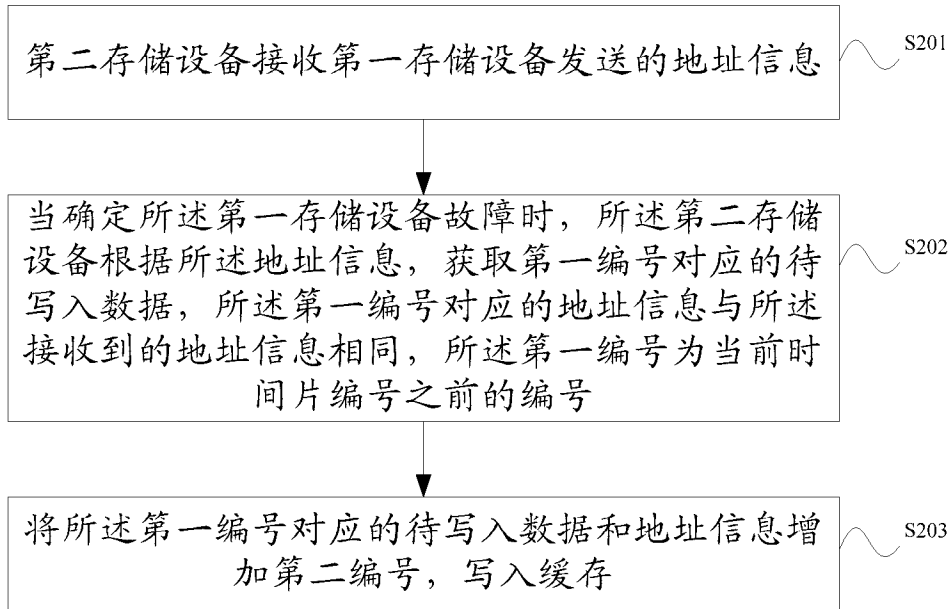 第二存储设备接收第一存储设备发送的地址信息
S201
当确定所述第一存储设备故障时，所述第二存储
设备根据所述地址信息，获取第一编号对应的待
写入数据，所述第一编号对应的地址信息与所述
接收到的地址信息相同，所述第一编号为当前时
间片编号之前的编号
S202
将所述第一编号对应的待写入数据和地址信息增
加第二编号，写入缓存
S203